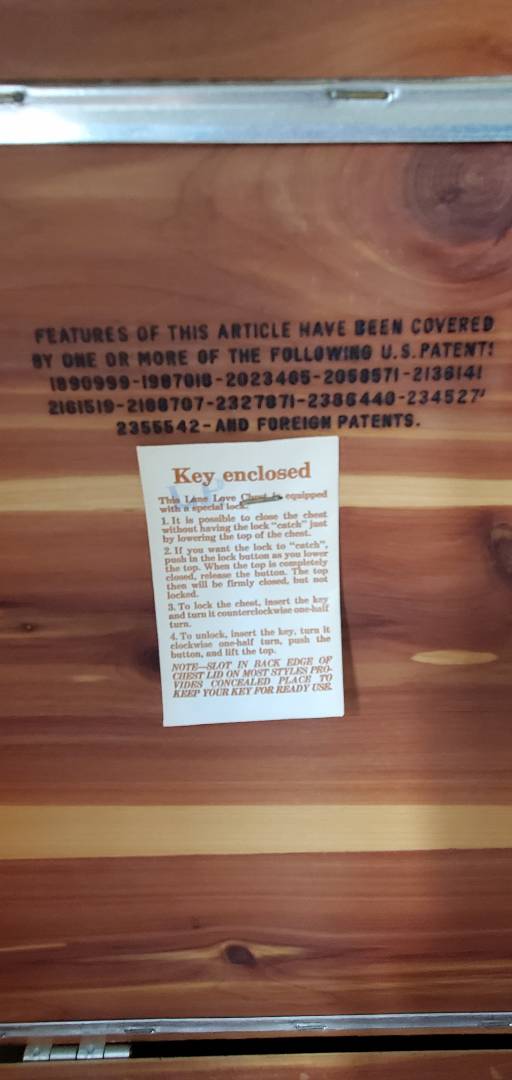 FEATURES OF THIS ARTICLE HAVE BEEN COVERED
BY ONE OR MORE OF THE FOLLOWING U.S. PATENT:
1890999-1987018-2023405-2058571-2136141
2161519-2108707-2327871-2386440-234527
2355542-AND FOREIGN PATENTS.
Key enclosed
This Lane Love Chest is equipped
with a special lock.
1. It is possible to close the chest
without having the lock "catch" just
by lowering the top of the chest.
2. If you want the lock to "catch",
push in the lock button as you lower
the top. When the top is completely
closed, release the button. The top
then will be firmly closed, but not
locked.
3. To lock the chest, insert the key
and turn it counterclockwise one-half
turn.
4. To unlock, insert the key, turn it
clockwise one-half turn, push the
button, and lift the top.
NOTE—SLOT IN BACK EDGE OF
CHEST LID ON MOST STYLES PRO-
VIDES CONCEALED PLACE TO
KEEP YOUR KEY FOR READY USE.